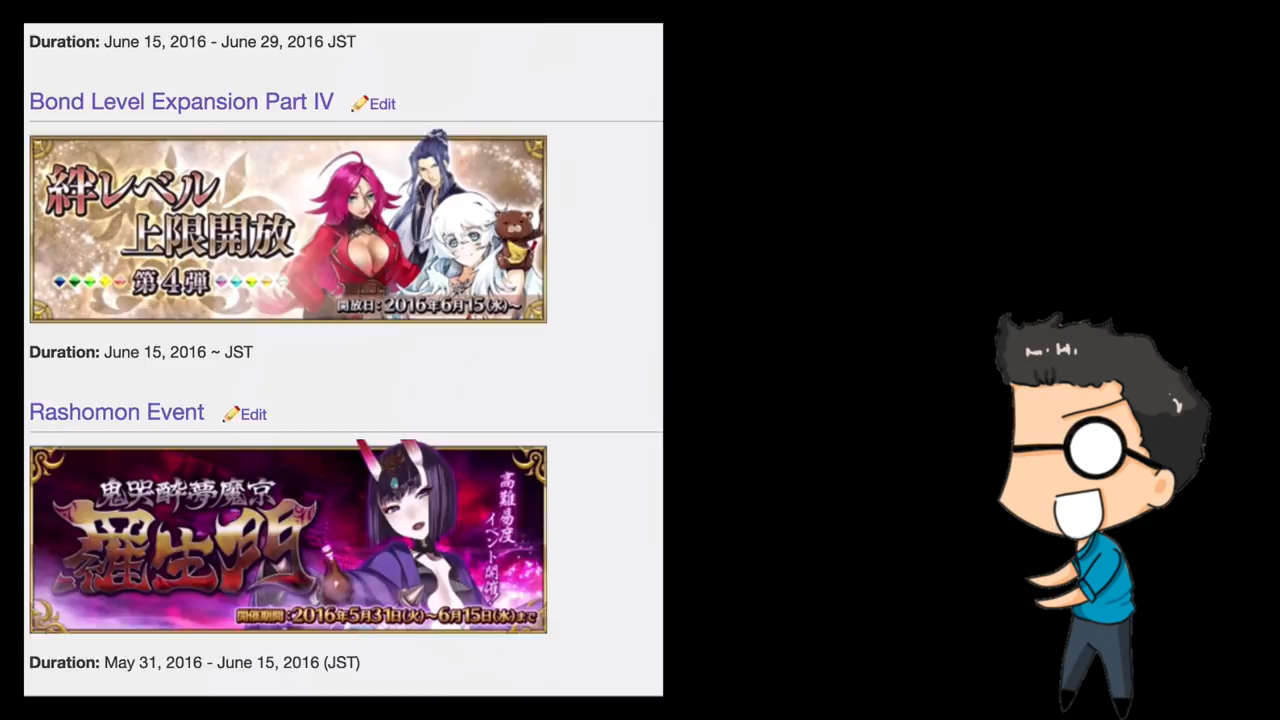 Duration: June 15, 2016 - June 29, 2016 JST
Bond Level Expansion Part IV Edit
絆レベル
上限開放
第4弾
開放日:2016年6月15(水)~
Duration: June 15, 2016 ~ JST
Rashomon Event Edit
鬼哭酔夢魔京
羅生門
高難易度
イベント開催!
開催期間:2016年5月31日(火)~6月15日(水)まで
Duration: May 31, 2016 - June 15, 2016 (JST)